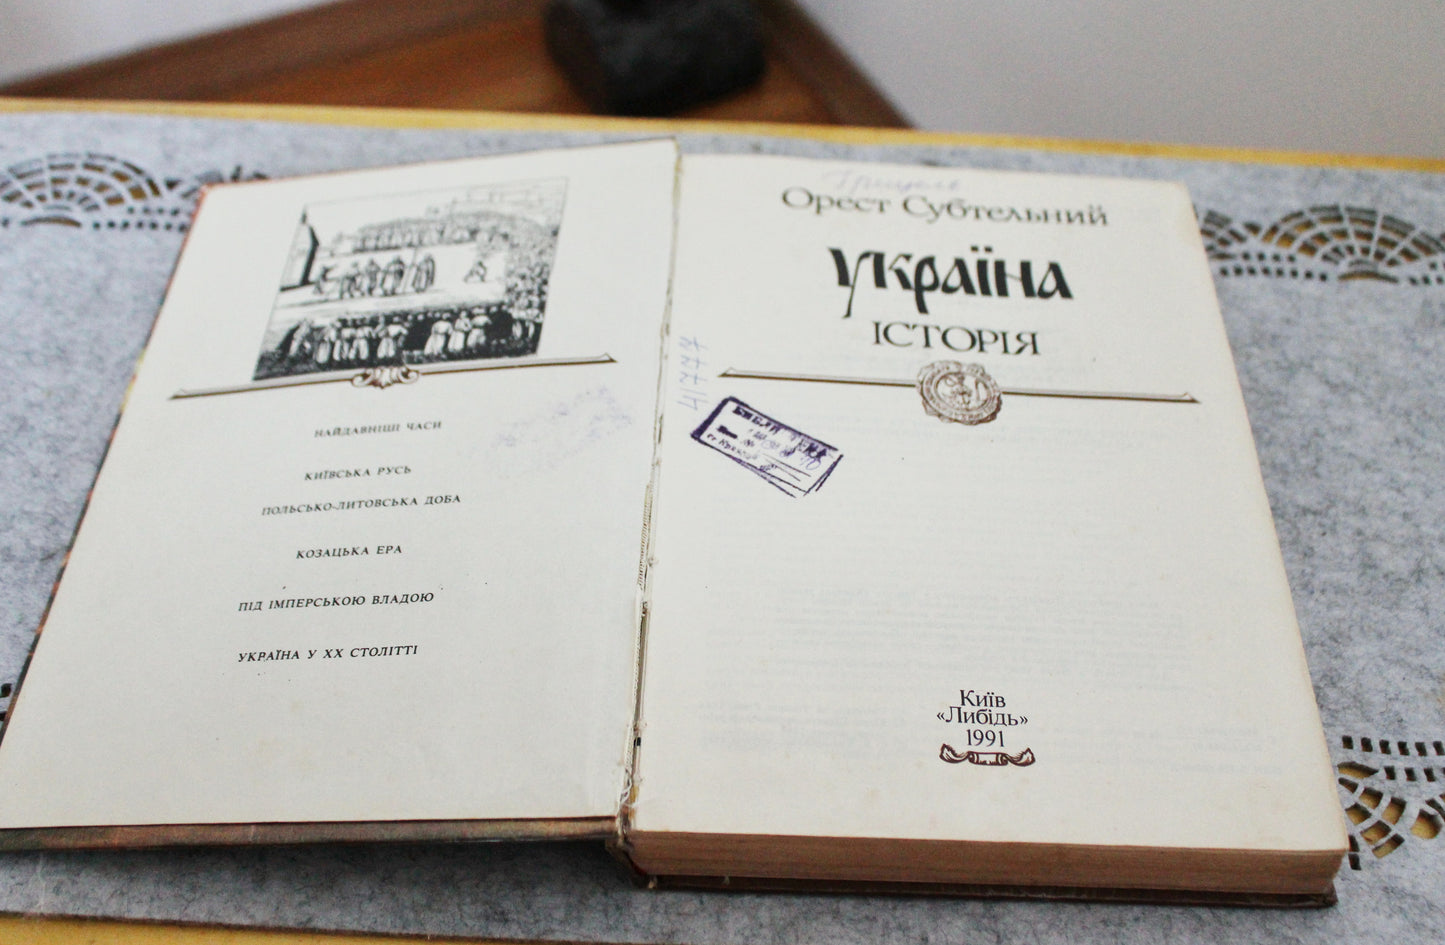 НАЙДАВНІШІ ЧАСИ
КИЇВСЬКА РУСЬ
ПОЛЬСЬКО-ЛИТОВСЬКА ДОБА
КОЗАЦЬКА ЕРА
ПІД ІМПЕРСЬКОЮ ВЛАДОЮ
УКРАЇНА У XX СТОЛІТТІ
Орест Субтельний
Україна
ІСТОРІЯ
41777
Київ
«Либідь»
1991